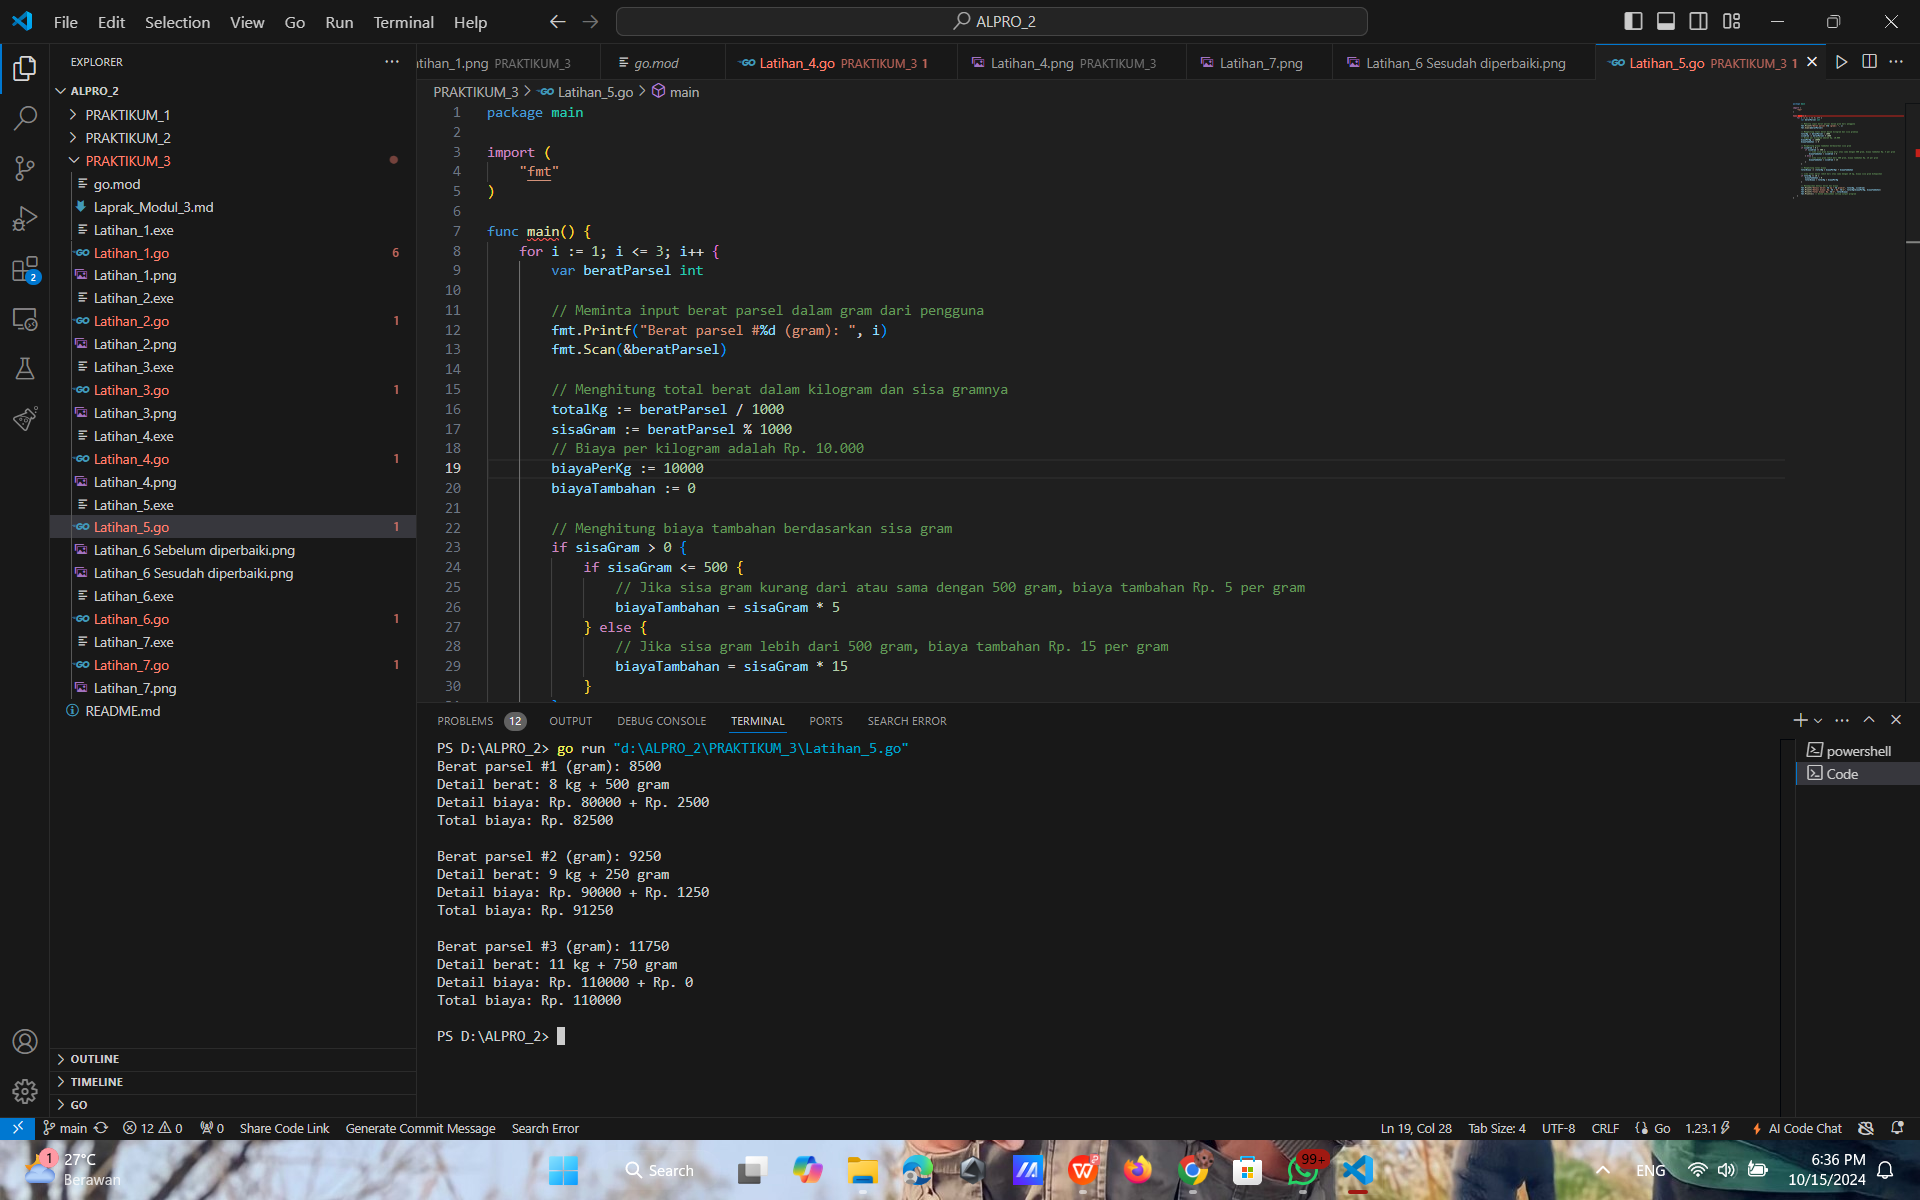 File Edit Selection View Go Run Terminal Help
ALPRO_2
EXPLORER
ALPRO_2
PRAKTIKUM_1
PRAKTIKUM_2
PRAKTIKUM_3
go.mod
Laprak_Modul_3.md
Latihan_1.exe
Latihan_1.go 6
Latihan_1.png
Latihan_2.exe
Latihan_2.go 1
Latihan_2.png
Latihan_3.exe
Latihan_3.go 1
Latihan_3.png
Latihan_4.exe
Latihan_4.go 1
Latihan_4.png
Latihan_5.exe
Latihan_5.go 1
Latihan_6 Sebelum diperbaiki.png
Latihan_6 Sesudah diperbaiki.png
Latihan_6.exe
Latihan_6.go 1
Latihan_7.exe
Latihan_7.go 1
Latihan_7.png
README.md
OUTLINE
TIMELINE
GO
2
tihan_1.png PRAKTIKUM_3 go.mod Latihan_4.go PRAKTIKUM_3 1 Latihan_4.png PRAKTIKUM_3 Latihan_7.png Latihan_6 Sesudah diperbaiki.png Latihan_5.go PRAKTIKUM_3 1
PRAKTIKUM_3 > Latihan_5.go > main
1 package main
2
3 import (
4 "fmt"
5 )
6
7 func main() {
8 for i := 1; i <= 3; i++ {
9 var beratParsel int
10
11 // Meminta input berat parsel dalam gram dari pengguna
12 fmt.Printf("Berat parsel #%d (gram): ", i)
13 fmt.Scan(&beratParsel)
14
15 // Menghitung total berat dalam kilogram dan sisa gramnya
16 totalKg := beratParsel / 1000
17 sisaGram := beratParsel % 1000
18 // Biaya per kilogram adalah Rp. 10.000
19 biayaPerKg := 10000
20 biayaTambahan := 0
21
22 // Menghitung biaya tambahan berdasarkan sisa gram
23 if sisaGram > 0 {
24 if sisaGram <= 500 {
25 // Jika sisa gram kurang dari atau sama dengan 500 gram, biaya tambahan Rp. 5 per gram
26 biayaTambahan = sisaGram * 5
27 } else {
28 // Jika sisa gram lebih dari 500 gram, biaya tambahan Rp. 15 per gram
29 biayaTambahan = sisaGram * 15
30 }
PROBLEMS 12 OUTPUT DEBUG CONSOLE TERMINAL PORTS SEARCH ERROR
PS D:\ALPRO_2> go run "d:\ALPRO_2\PRAKTIKUM_3\Latihan_5.go"
Berat parsel #1 (gram): 8500
Detail berat: 8 kg + 500 gram
Detail biaya: Rp. 80000 + Rp. 2500
Total biaya: Rp. 82500
Berat parsel #2 (gram): 9250
Detail berat: 9 kg + 250 gram
Detail biaya: Rp. 90000 + Rp. 1250
Total biaya: Rp. 91250
Berat parsel #3 (gram): 11750
Detail berat: 11 kg + 750 gram
Detail biaya: Rp. 110000 + Rp. 0
Total biaya: Rp. 110000
PS D:\ALPRO_2>
powershell
Code
main 12 0 0 Share Code Link Generate Commit Message Search Error Ln 19, Col 28 Tab Size: 4 UTF-8 CRLF Go 1.23.1 AI Code Chat
1 27°C
Berawan
Search
99+
ENG
6:36 PM
10/15/2024